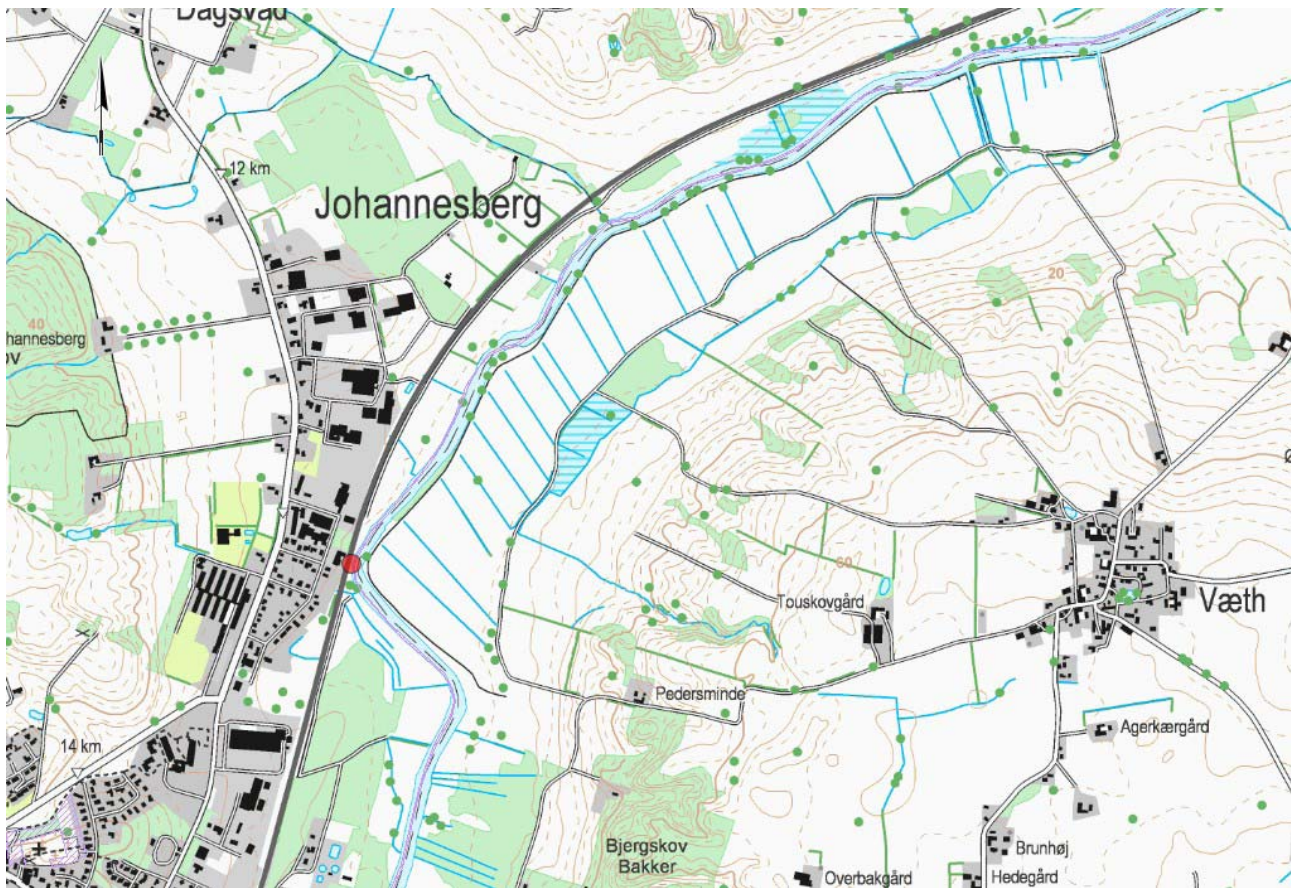 Dagsvad
12 km
Johannesberg
20
40
hannesberg
ov
60
Touskovgård
Væth
Pedersminde
Agerkærgård
14 km
Bjergskov
Bakker
Brunhøj
Overbakgård
Hedegård